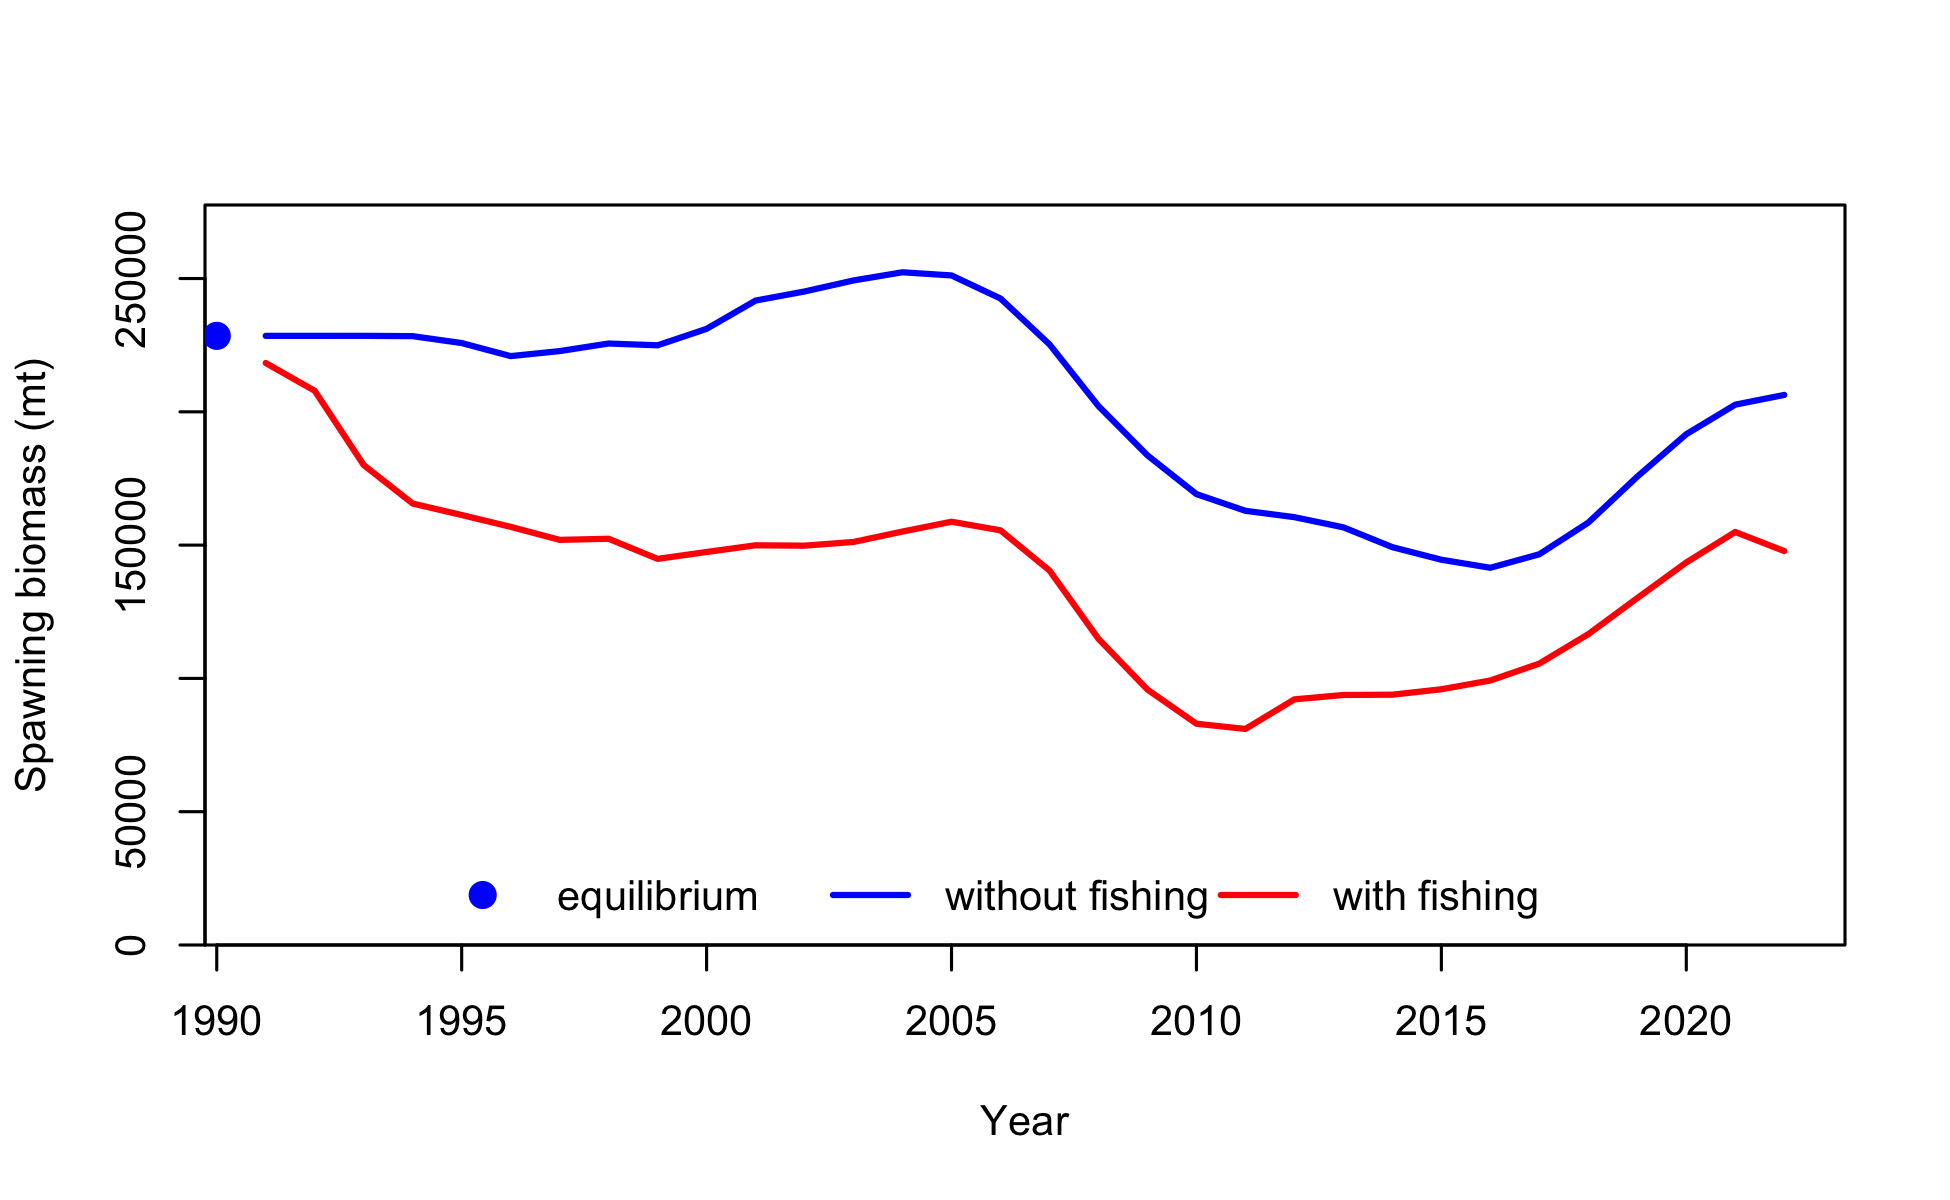 Spawning biomass (mt)
250000
150000
50000
0
equilibrium without fishing with fishing
1990 1995 2000 2005 2010 2015 2020
Year